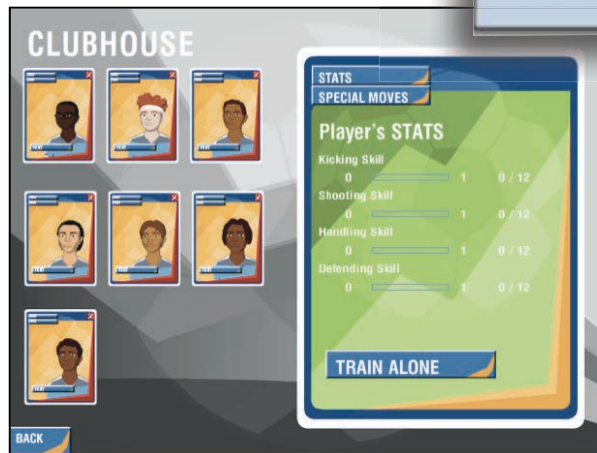 CLUBHOUSE
STATS
SPECIAL MOVES
Player's STATS
Kicking Skill
0 1 0 / 12
Shooting Skill
0 1 0 / 12
Handling Skill
0 1 0 / 12
Defending Skill
0 1 0 / 12
TRAIN ALONE
BACK